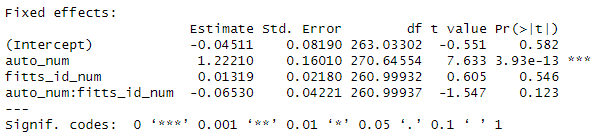 Fixed effects:
                       Estimate Std. Error        df t value Pr(>|t|)
(Intercept)            -0.04511    0.08190 263.03302  -0.551    0.582
auto_num                1.22210    0.16010 270.64554   7.633 3.93e-13 ***
fitts_id_num            0.01319    0.02180 260.99932   0.605    0.546
auto_num:fitts_id_num  -0.06530    0.04221 260.99937  -1.547    0.123
---
Signif. codes:  0 ‘***’ 0.001 ‘**’ 0.01 ‘*’ 0.05 ‘.’ 0.1 ‘ ’ 1